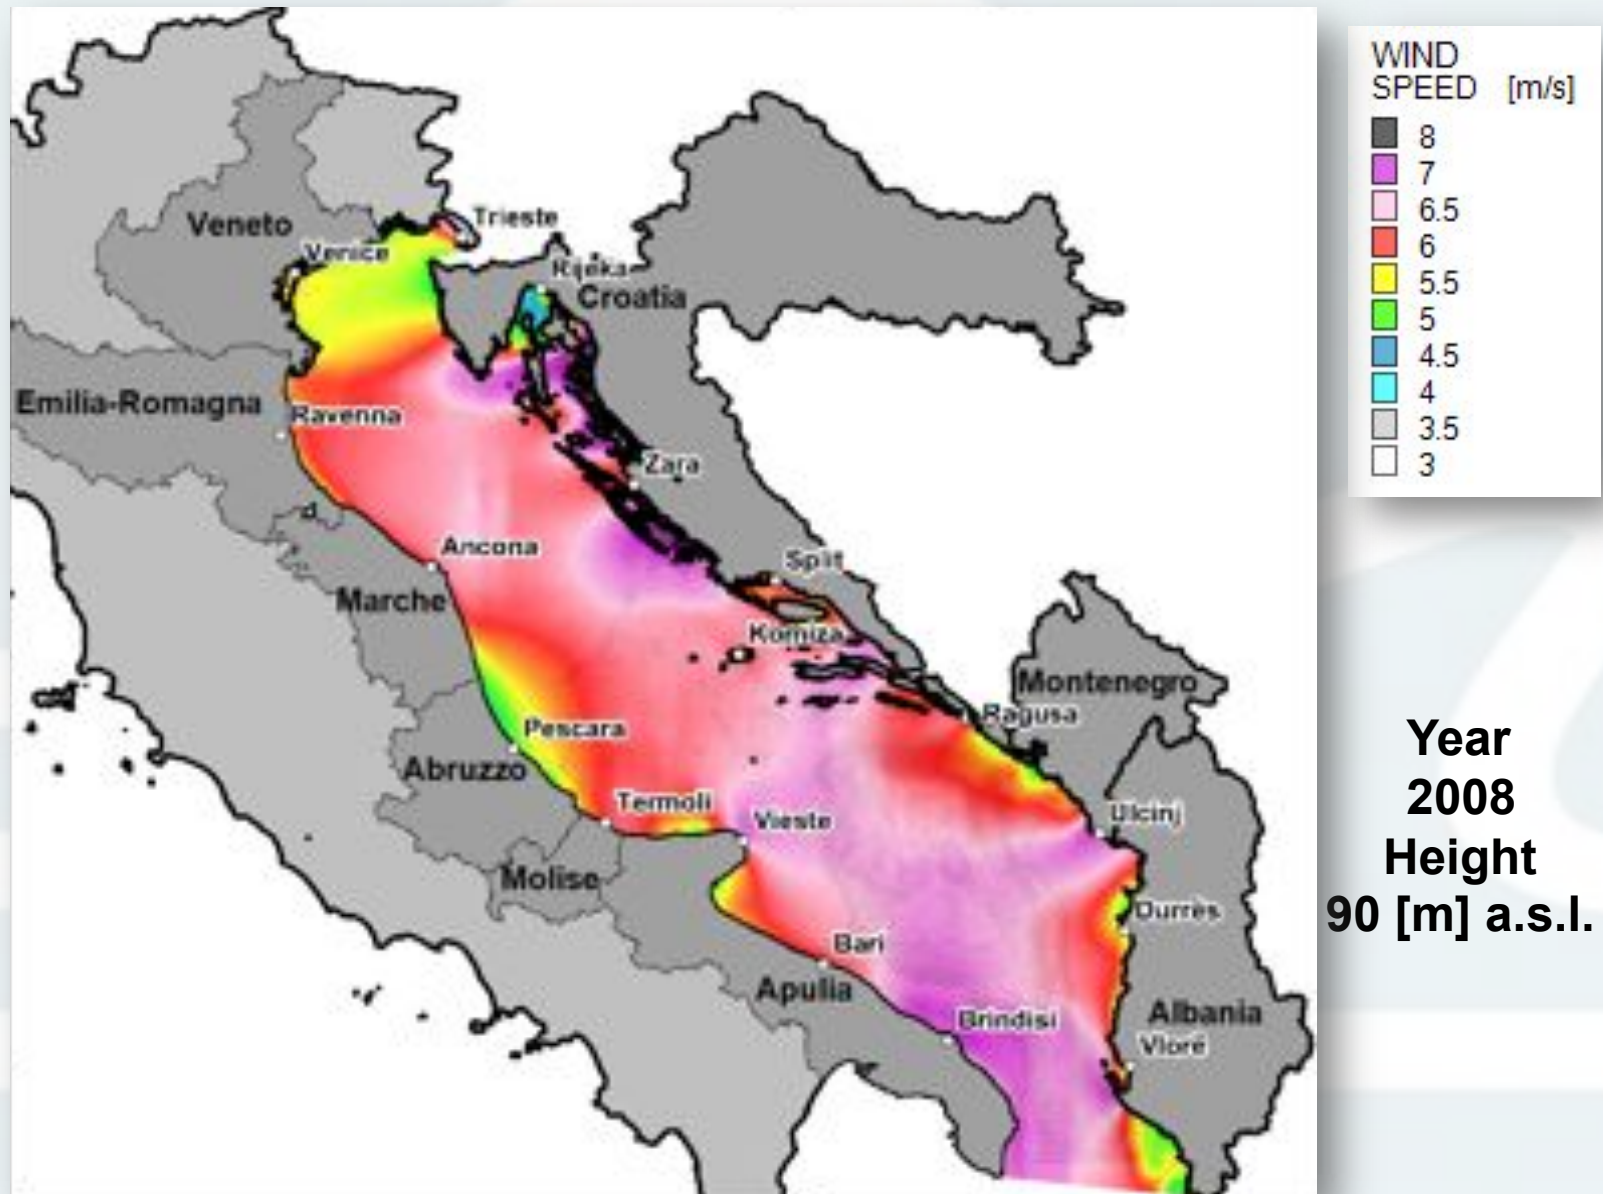 WIND
SPEED [m/s]
8
7
6.5
6
5.5
5
4.5
4
3.5
3
Veneto
Trieste
Venice
Rijeka
Croatia
Emilia-Romagna
Ravenna
Zara
d
Ancona
Split
Marche
Komiza
Montenegro
Ragusa
Pescara
Abruzzo
Termoli
Vieste
Ulcinj
Molise
Durrès
Bari
Apulia
Brindisi
Albania
Vlorë
Year
2008
Height
90 [m] a.s.l.